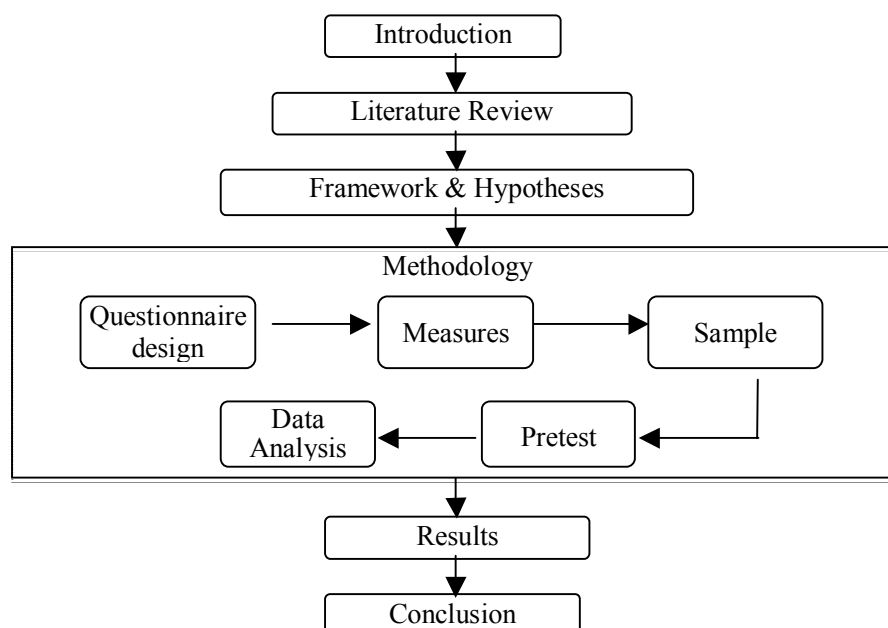 Introduction
Literature Review
Framework & Hypotheses
Methodology
Questionnaire
design
Measures
Sample
Pretest
Data
Analysis
Results
Conclusion